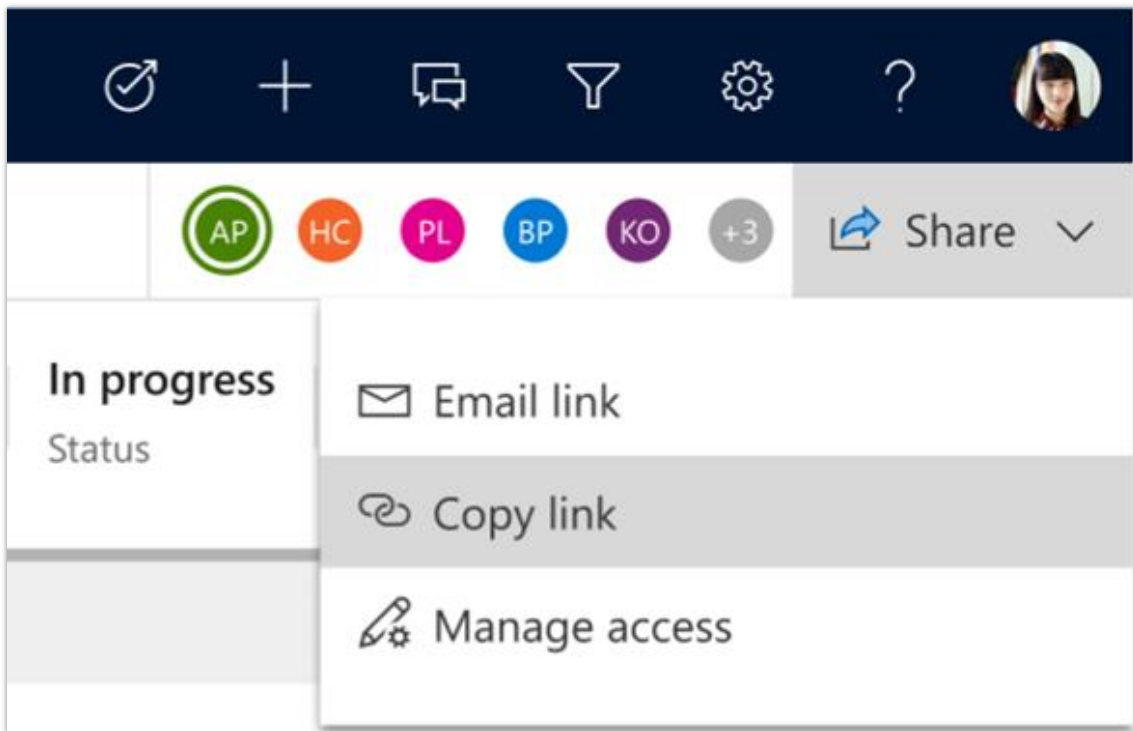 ?
AP HC PL BP KO +3 Share
In progress
Status
Email link
Copy link
Manage access